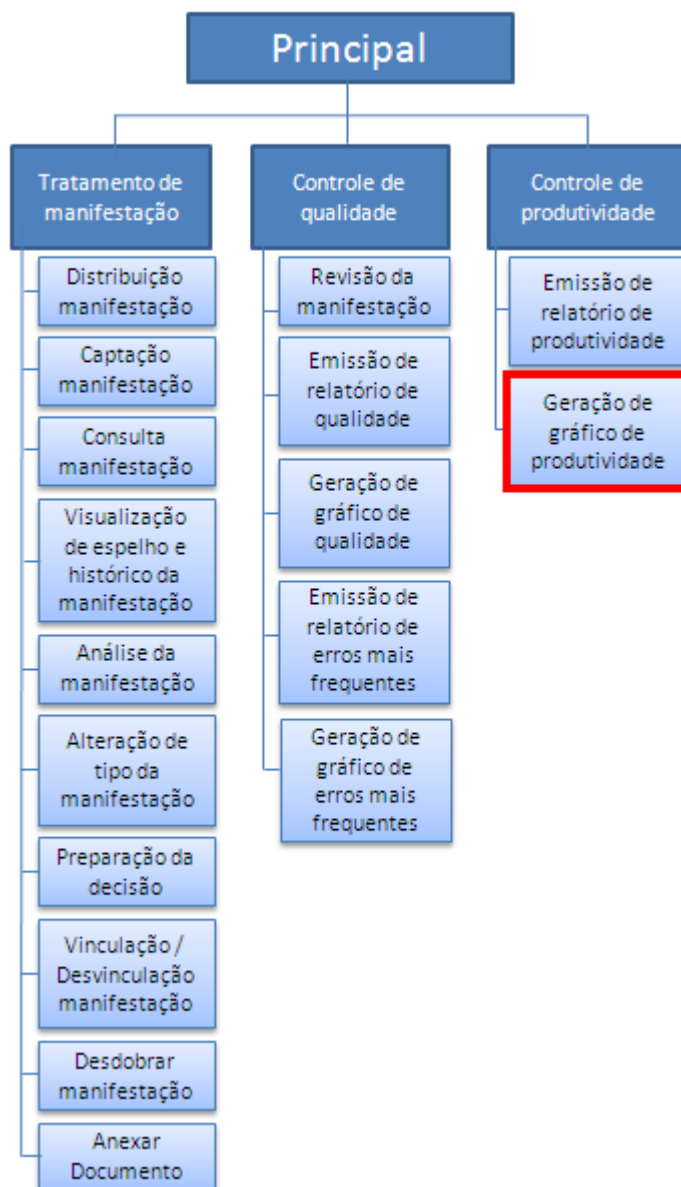 Principal
Tratamento de
manifestação
Distribuição
manifestação
Captação
manifestação
Consulta
manifestação
Visualização
de espelho e
histórico da
manifestação
Análise da
manifestação
Alteração de
tipo da
manifestação
Preparação da
decisão
Vinculação /
Desvinculação
manifestação
Desdobrar
manifestação
Anexar
Documento
Controle de
qualidade
Revisão da
manifestação
Emissão de
relatório de
qualidade
Geração de
gráfico de
qualidade
Emissão de
relatório de
erros mais
frequentes
Geração de
gráfico de
erros mais
frequentes
Controle de
produtividade
Emissão de
relatório de
produtividade
Geração de
gráfico de
produtividade